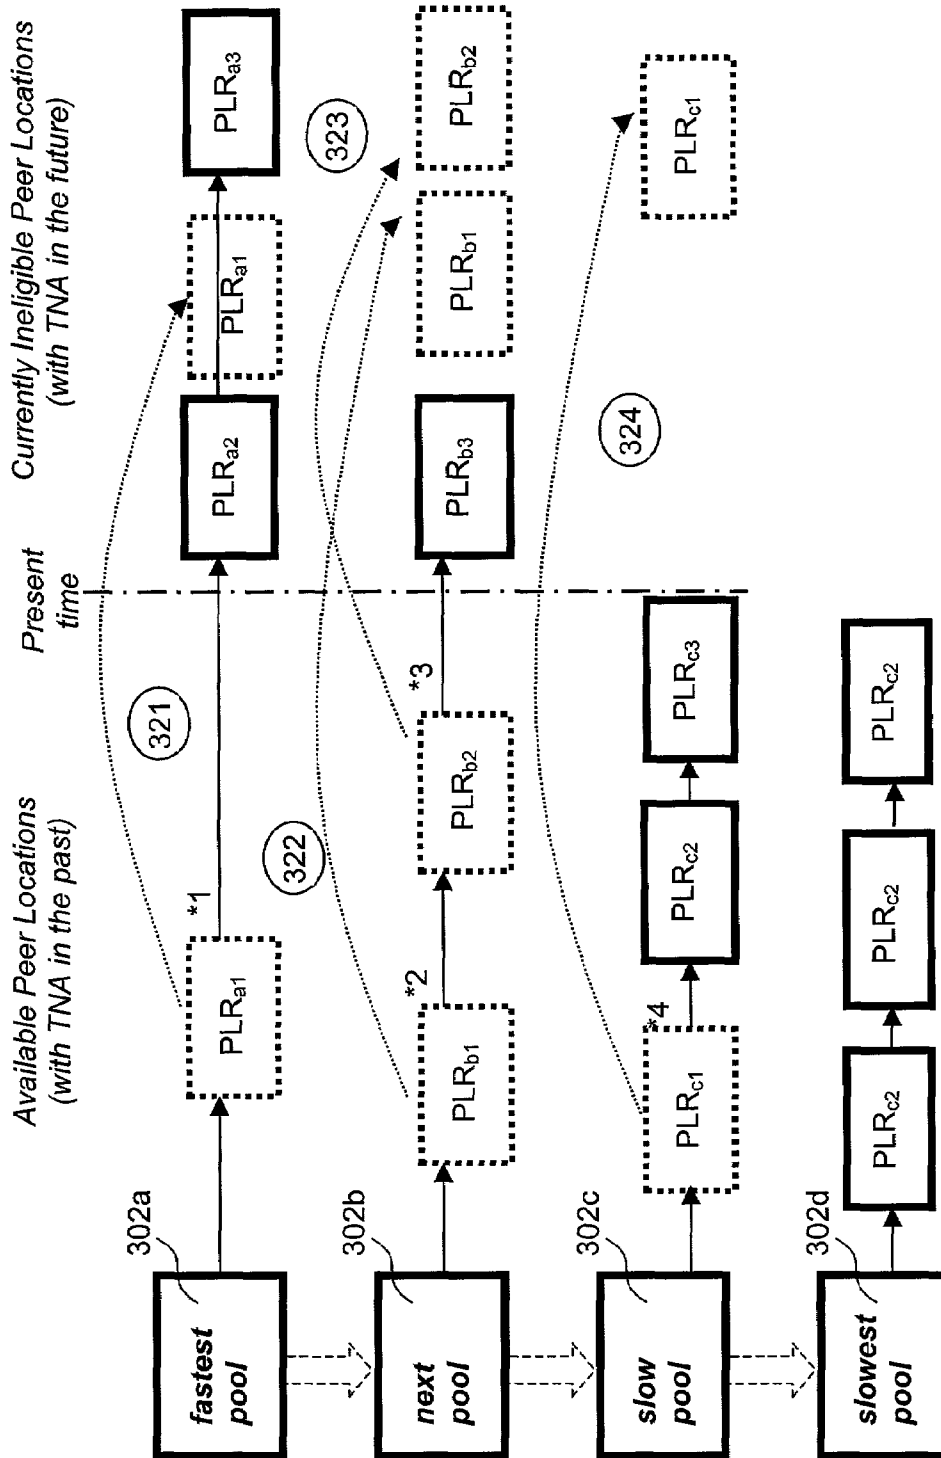 Available Peer Locations
(with TNA in the past)
Present
time
Currently Ineligible Peer Locations
(with TNA in the future)
302a
fastest
pool
PLRa1
*1
321
PLRa2
PLRa1
PLRa3
302b
next
pool
PLRb1
*2
322
PLRb2
*3
PLRb3
PLRb1
PLRb2
323
302c
slow
pool
PLRc1
*4
PLRc2
PLRc3
324
PLRc1
302d
slowest
pool
PLRc2
PLRc2
PLRc2